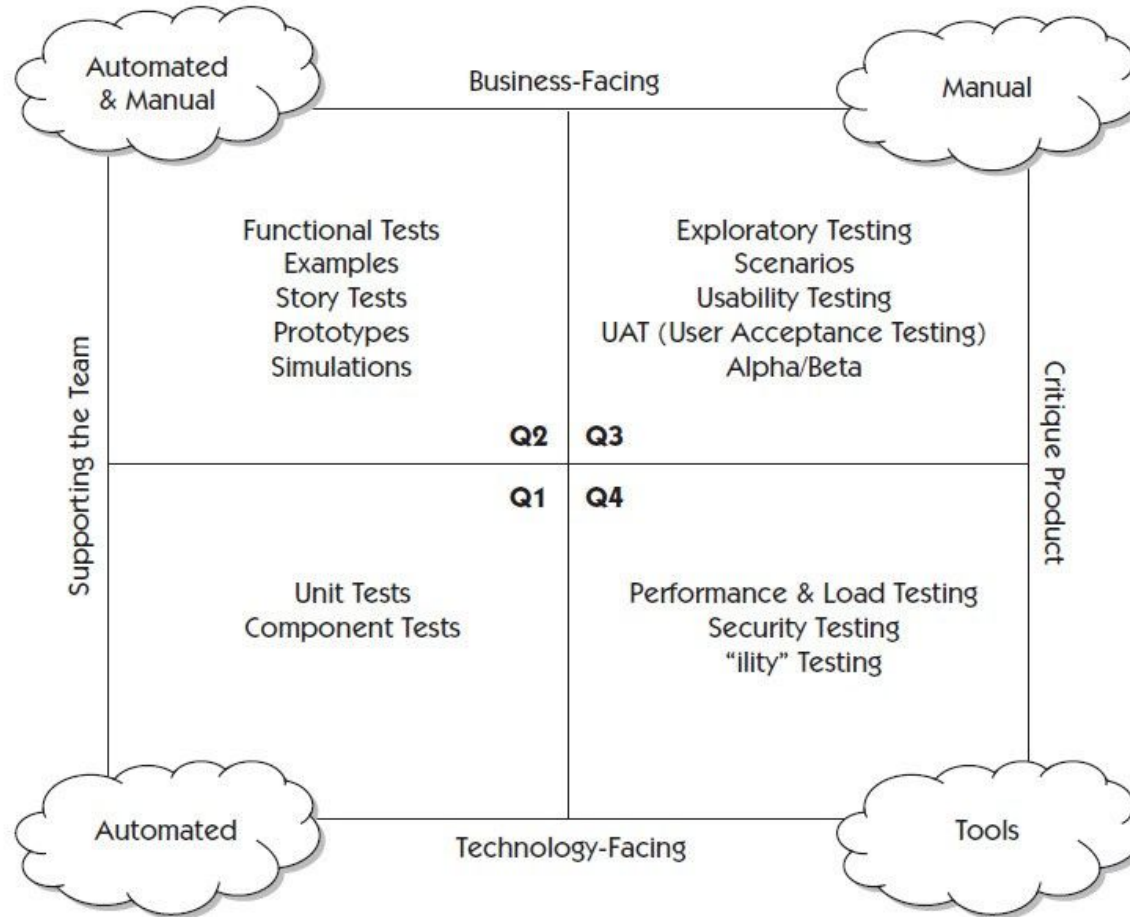 Automated
& Manual
Business-Facing
Manual
Functional Tests
Examples
Story Tests
Prototypes
Simulations
Exploratory Testing
Scenarios
Usability Testing
UAT (User Acceptance Testing)
Alpha/Beta
Supporting the Team
Critique Product
Q2
Q3
Q1
Q4
Unit Tests
Component Tests
Performance & Load Testing
Security Testing
“ility” Testing
Automated
Technology-Facing
Tools